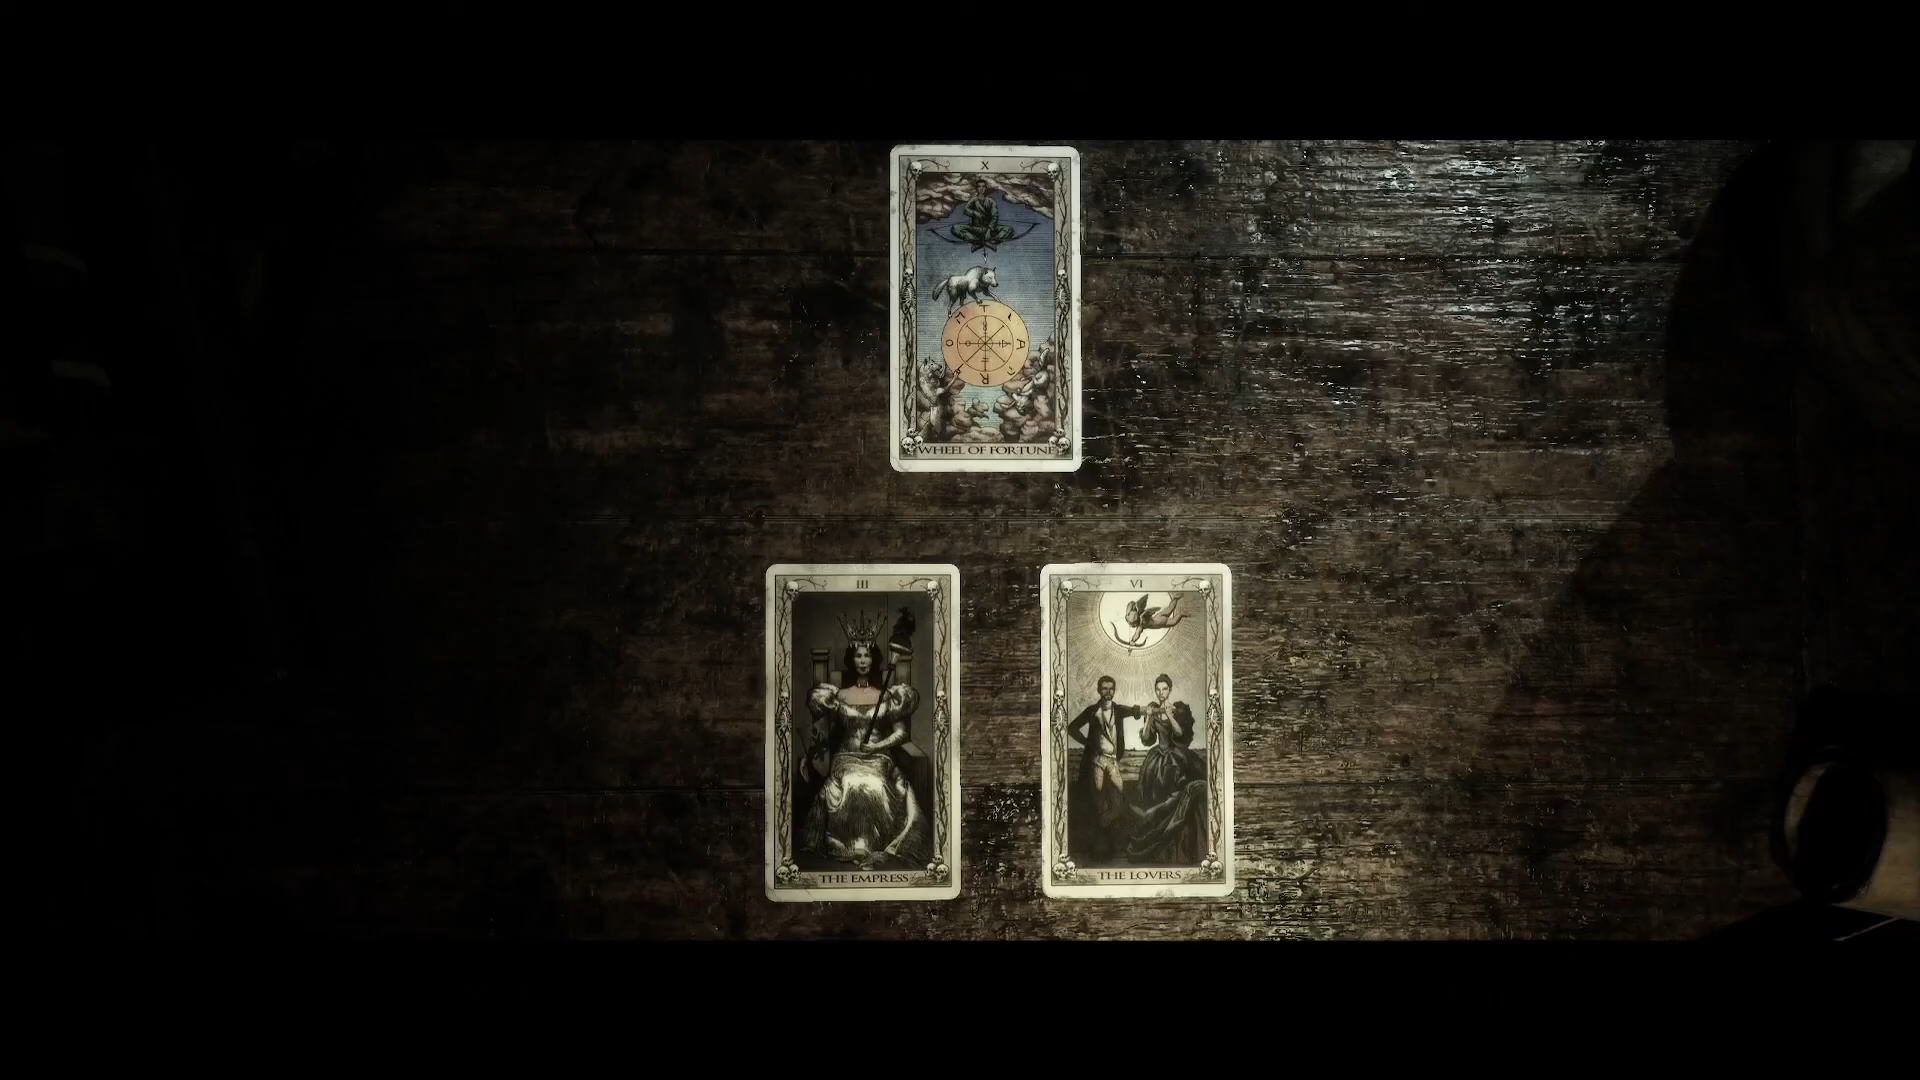 X
WHEEL OF FORTUNE
III
THE EMPRESS
VI
THE LOVERS